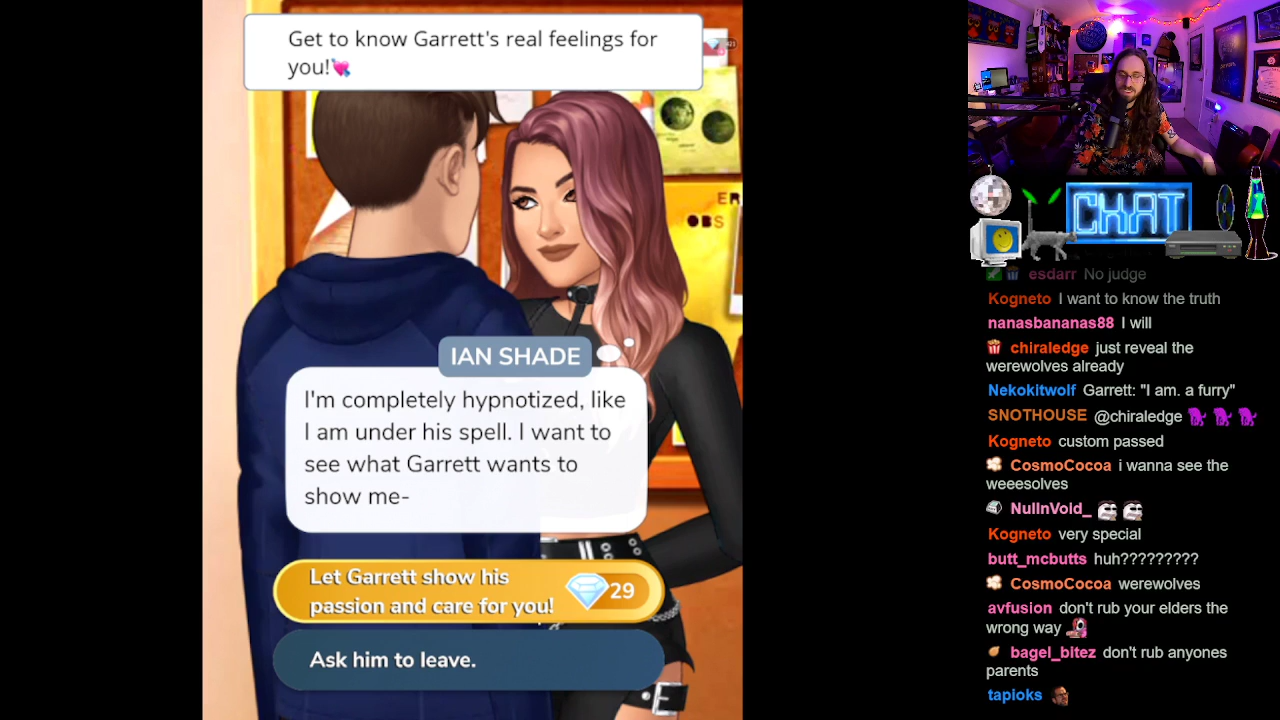 Get to know Garrett's real feelings for
you!💘
ER
OBS
IAN SHADE
I'm completely hypnotized, like
I am under his spell. I want to
see what Garrett wants to
show me-
Let Garrett show his
passion and care for you!
29
Ask him to leave.
CHAT
esdarr No judge
Kogneto I want to know the truth
nanasbananas88 I will
chiraledge just reveal the
werewolves already
Nekokitwolf Garrett: "I am. a furry"
SNOTHOUSE @chiraledge
Kogneto custom passed
CosmoCocoa i wanna see the
weeesolves
NullnVoid_
Kogneto very special
butt_mcbutts huh?????????
CosmoCocoa werewolves
avfusion don't rub your elders the
wrong way
bagel_bitez don't rub anyones
parents
tapioks